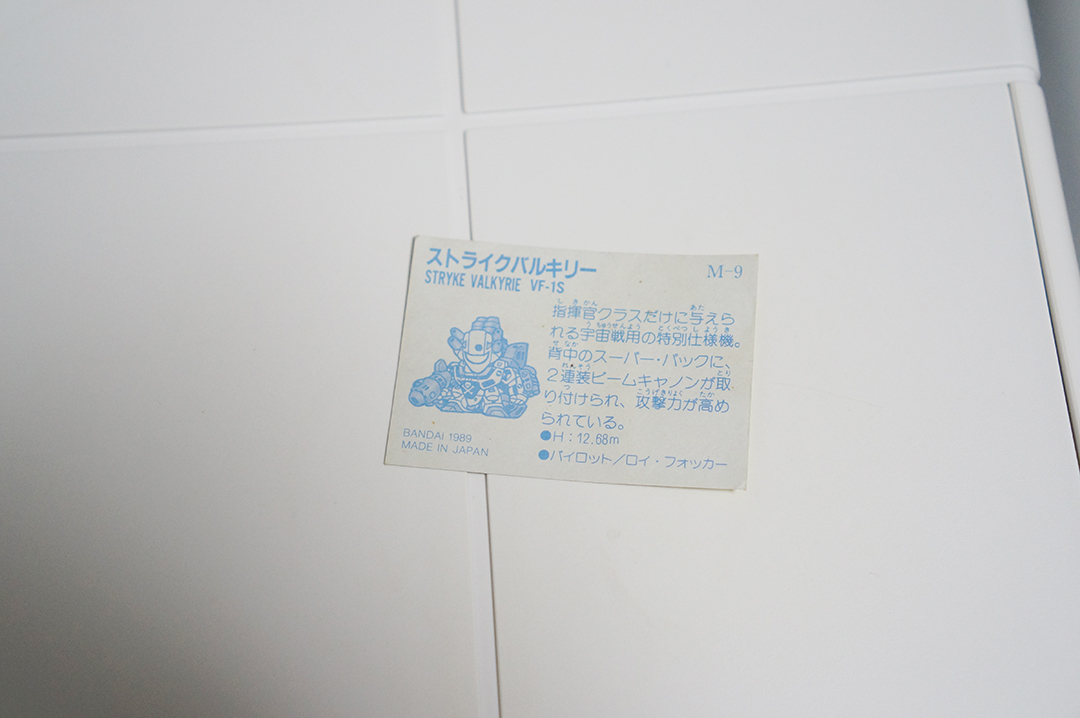 ストライクバルキリー
STRYKE VALKYRIE VF-1S
M-9
指揮官クラスだけに与えら
れる宇宙戦用の特別仕様機。
背中のスーパー・パックに、
2連装ビームキャノンが取
り付けられ、攻撃力が高め
られている。
●H:12.68m
●パイロット/ロイ・フォッカー
BANDAI 1989
MADE IN JAPAN